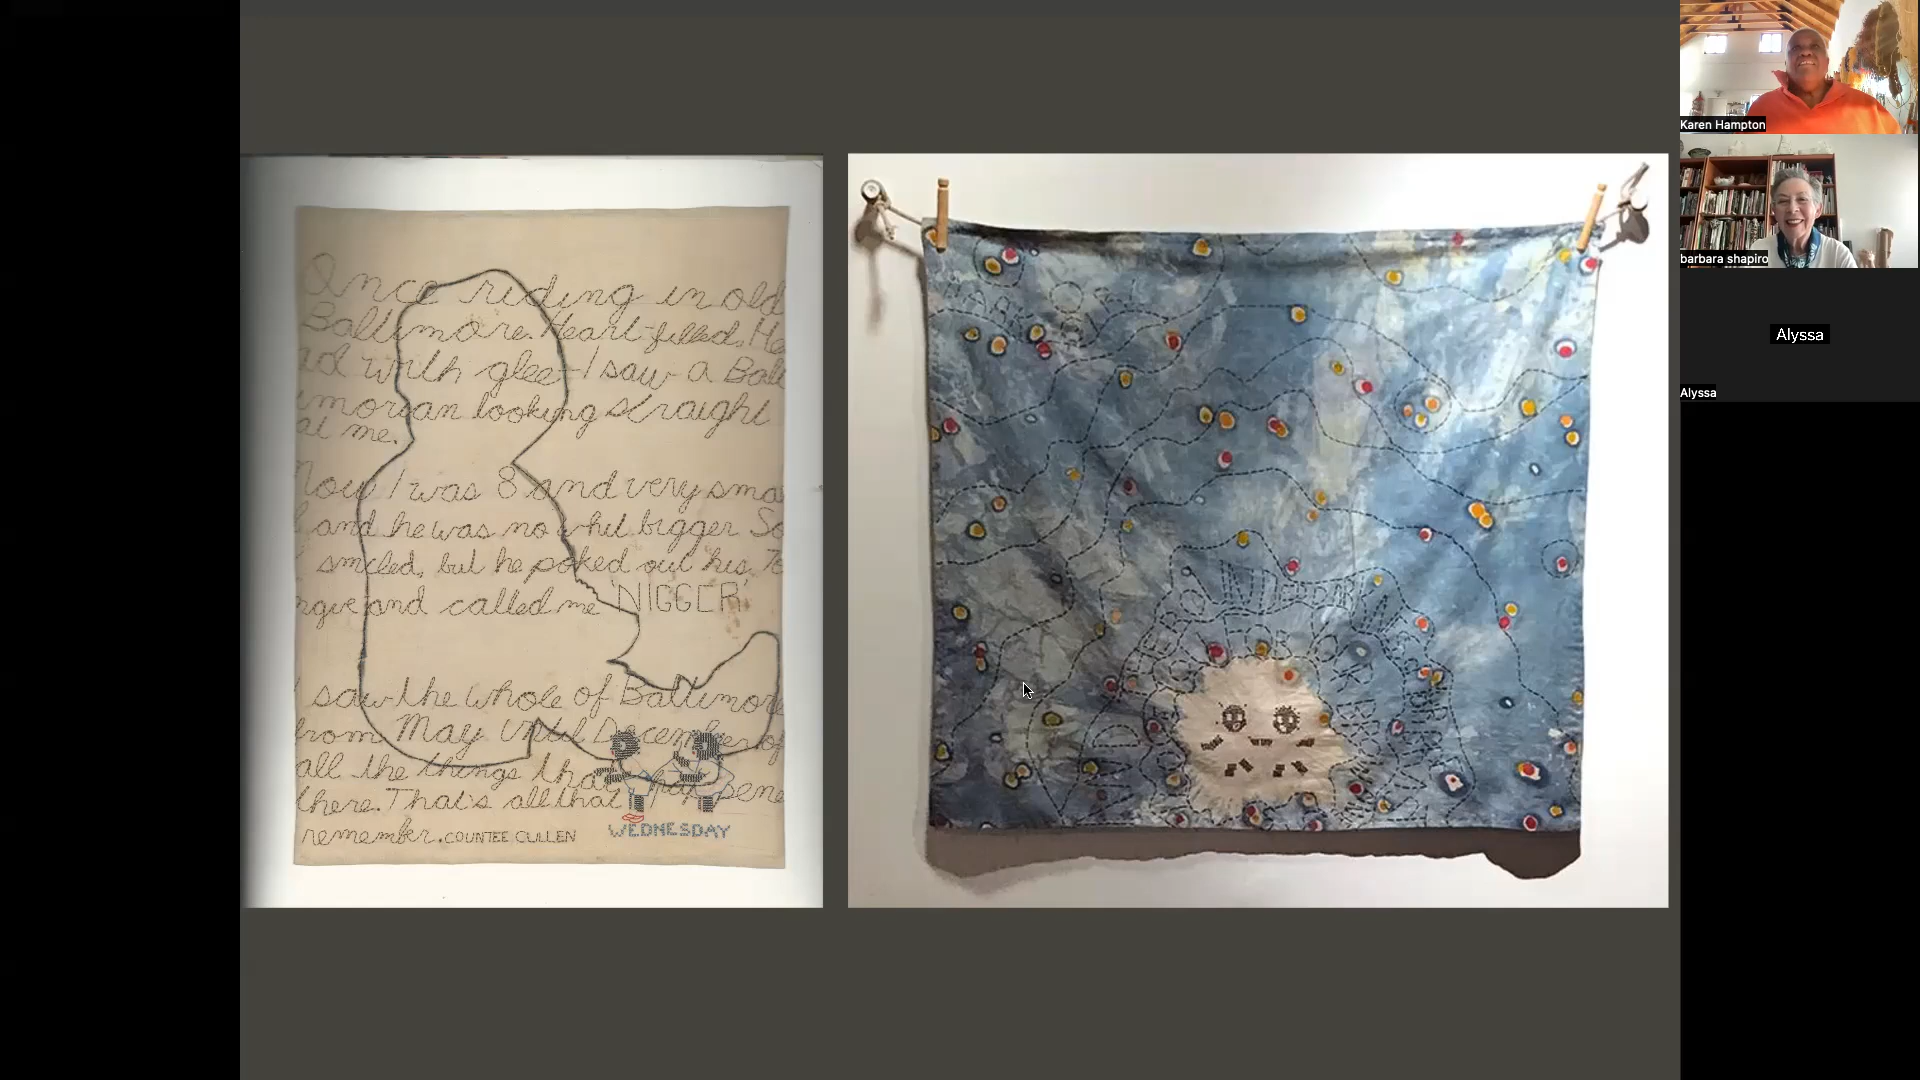 Once riding in old
Baltimore. Heart-filled, He
ad with glee-I saw a Balt
imorian looking straight
at me.
Now I was 8 and very sma
l and he was no whit bigger So
I smiled, but he poked out his, To
ngue and called me NIGGER.
I saw the whole of Baltimore
from May Until December of
all the things that happene
there. That's all that I
remember. COUNTEE CULLEN
WEDNESDAY
Karen Hampton
barbara shapiro
Alyssa
Alyssa